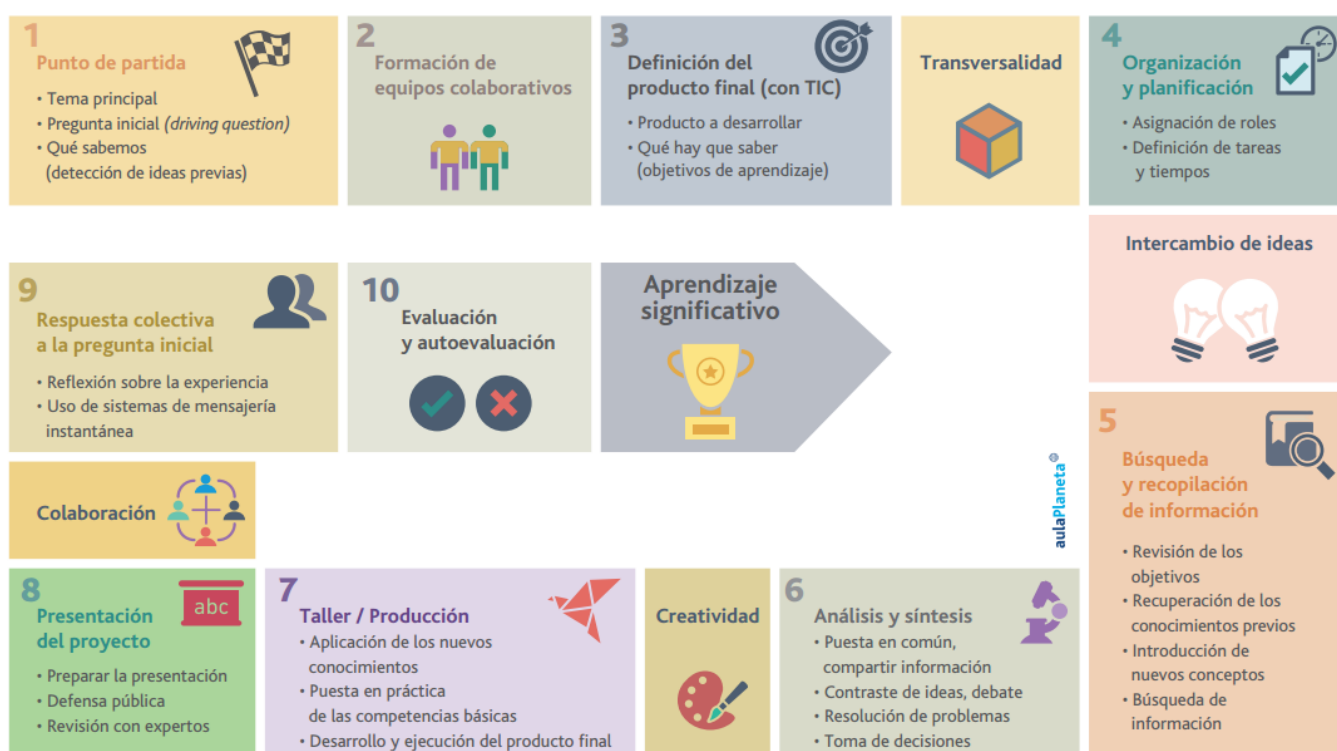 1
Punto de partida
• Tema principal
• Pregunta inicial (driving question)
• Qué sabemos
(detección de ideas previas)
2
Formación de
equipos colaborativos
3
Definición del
producto final (con TIC)
• Producto a desarrollar
• Qué hay que saber
(objetivos de aprendizaje)
Transversalidad
4
Organización
y planificación
• Asignación de roles
• Definición de tareas
y tiempos
Intercambio de ideas
5
Búsqueda
y recopilación
de información
• Revisión de los
objetivos
• Recuperación de los
conocimientos previos
• Introducción de
nuevos conceptos
• Búsqueda de
información
6
Análisis y síntesis
• Puesta en común,
compartir información
• Contraste de ideas, debate
• Resolución de problemas
• Toma de decisiones
Creatividad
7
Taller / Producción
• Aplicación de los nuevos
conocimientos
• Puesta en práctica
de las competencias básicas
• Desarrollo y ejecución del producto final
8
Presentación
del proyecto
abc
• Preparar la presentación
• Defensa pública
• Revisión con expertos
Colaboración
9
Respuesta colectiva
a la pregunta inicial
• Reflexión sobre la experiencia
• Uso de sistemas de mensajería
instantánea
10
Evaluación
y autoevaluación
Aprendizaje
significativo
aulaPlaneta